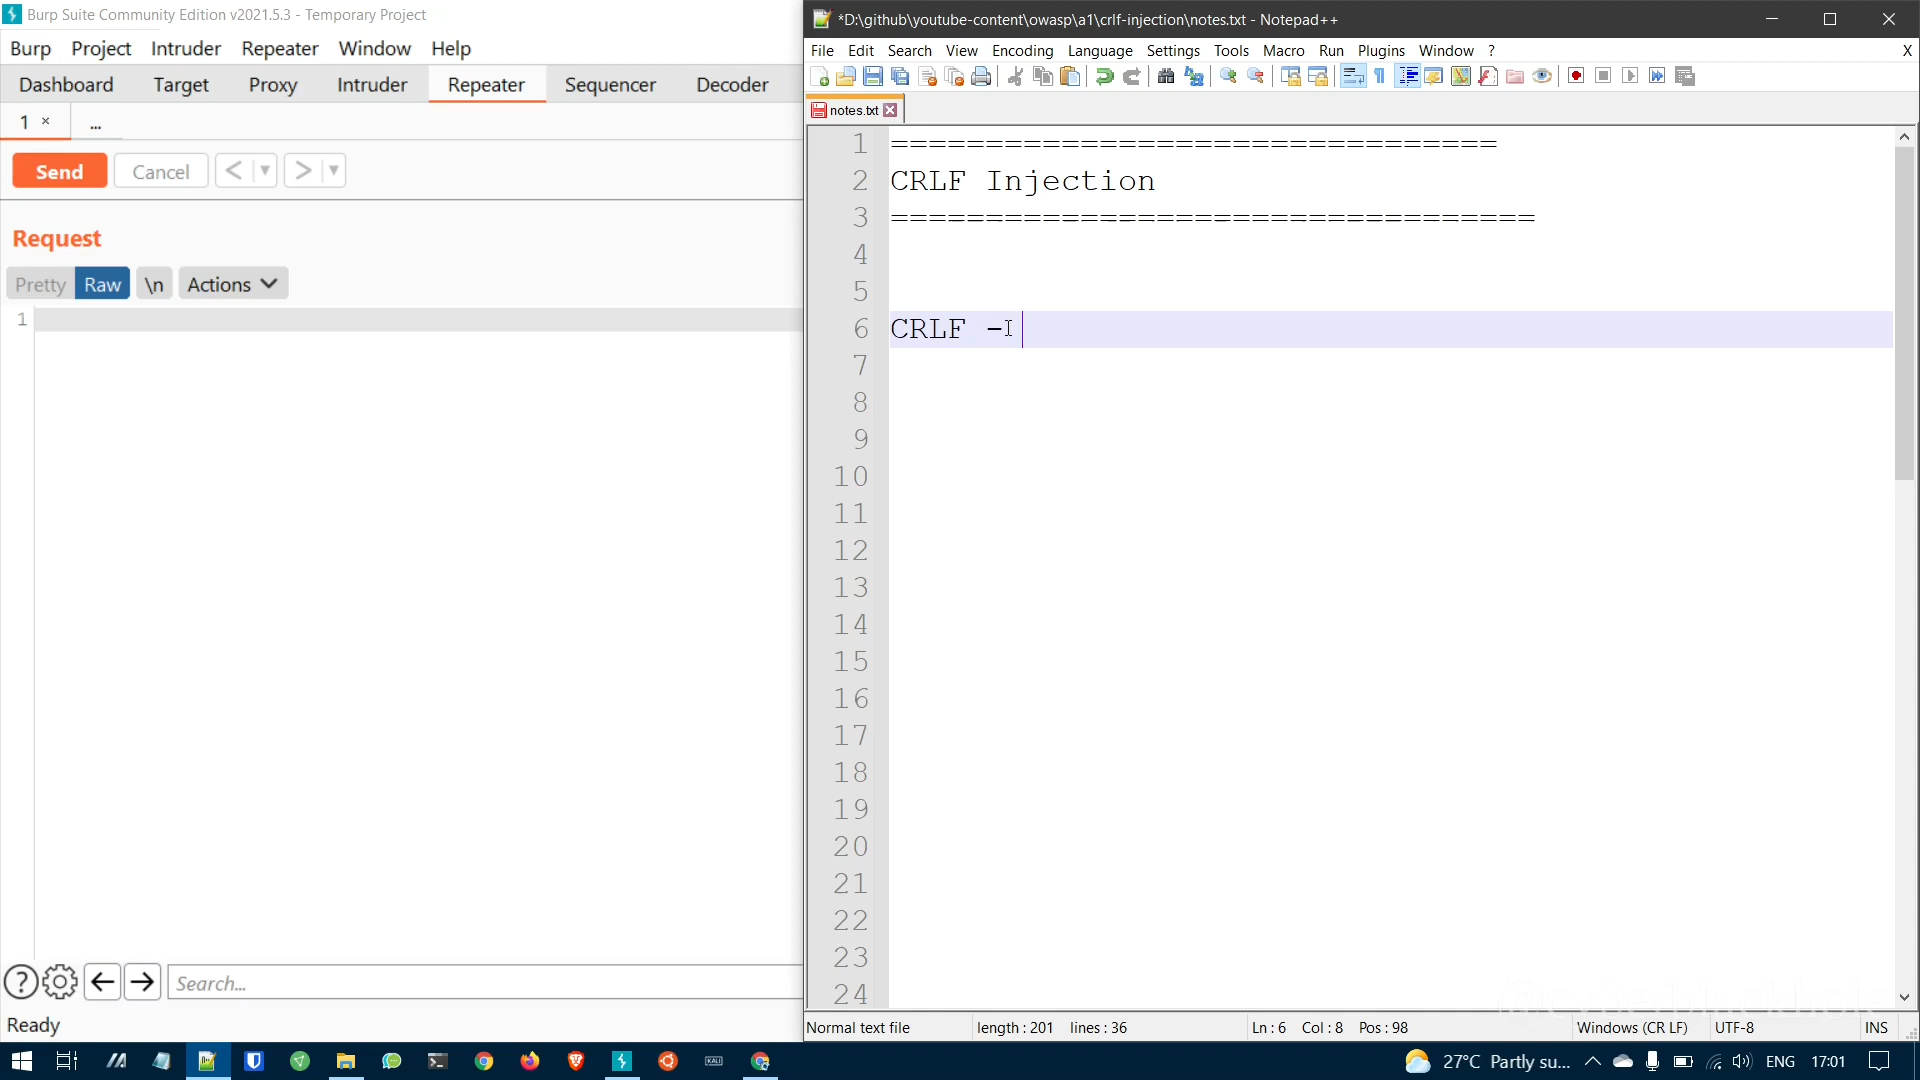 Burp Suite Community Edition v2021.5.3 - Temporary Project
Burp Project Intruder Repeater Window Help
Dashboard Target Proxy Intruder Repeater Sequencer Decoder
1 × ...
Send Cancel < >
Request
Pretty Raw \n Actions
1
Search...
Ready
*D:\github\youtube-content\owasp\a1\crlf-injection\notes.txt - Notepad++
File Edit Search View Encoding Language Settings Tools Macro Run Plugins Window ? X
notes.txt
1 ================================
2 CRLF Injection
3 ==================================
4
5
6 CRLF -
7
8
9
10
11
12
13
14
15
16
17
18
19
20
21
22
23
24
Normal text file length : 201 lines : 36 Ln : 6 Col : 8 Pos : 98 Windows (CR LF) UTF-8 INS
27°C Partly su... ENG 17:01